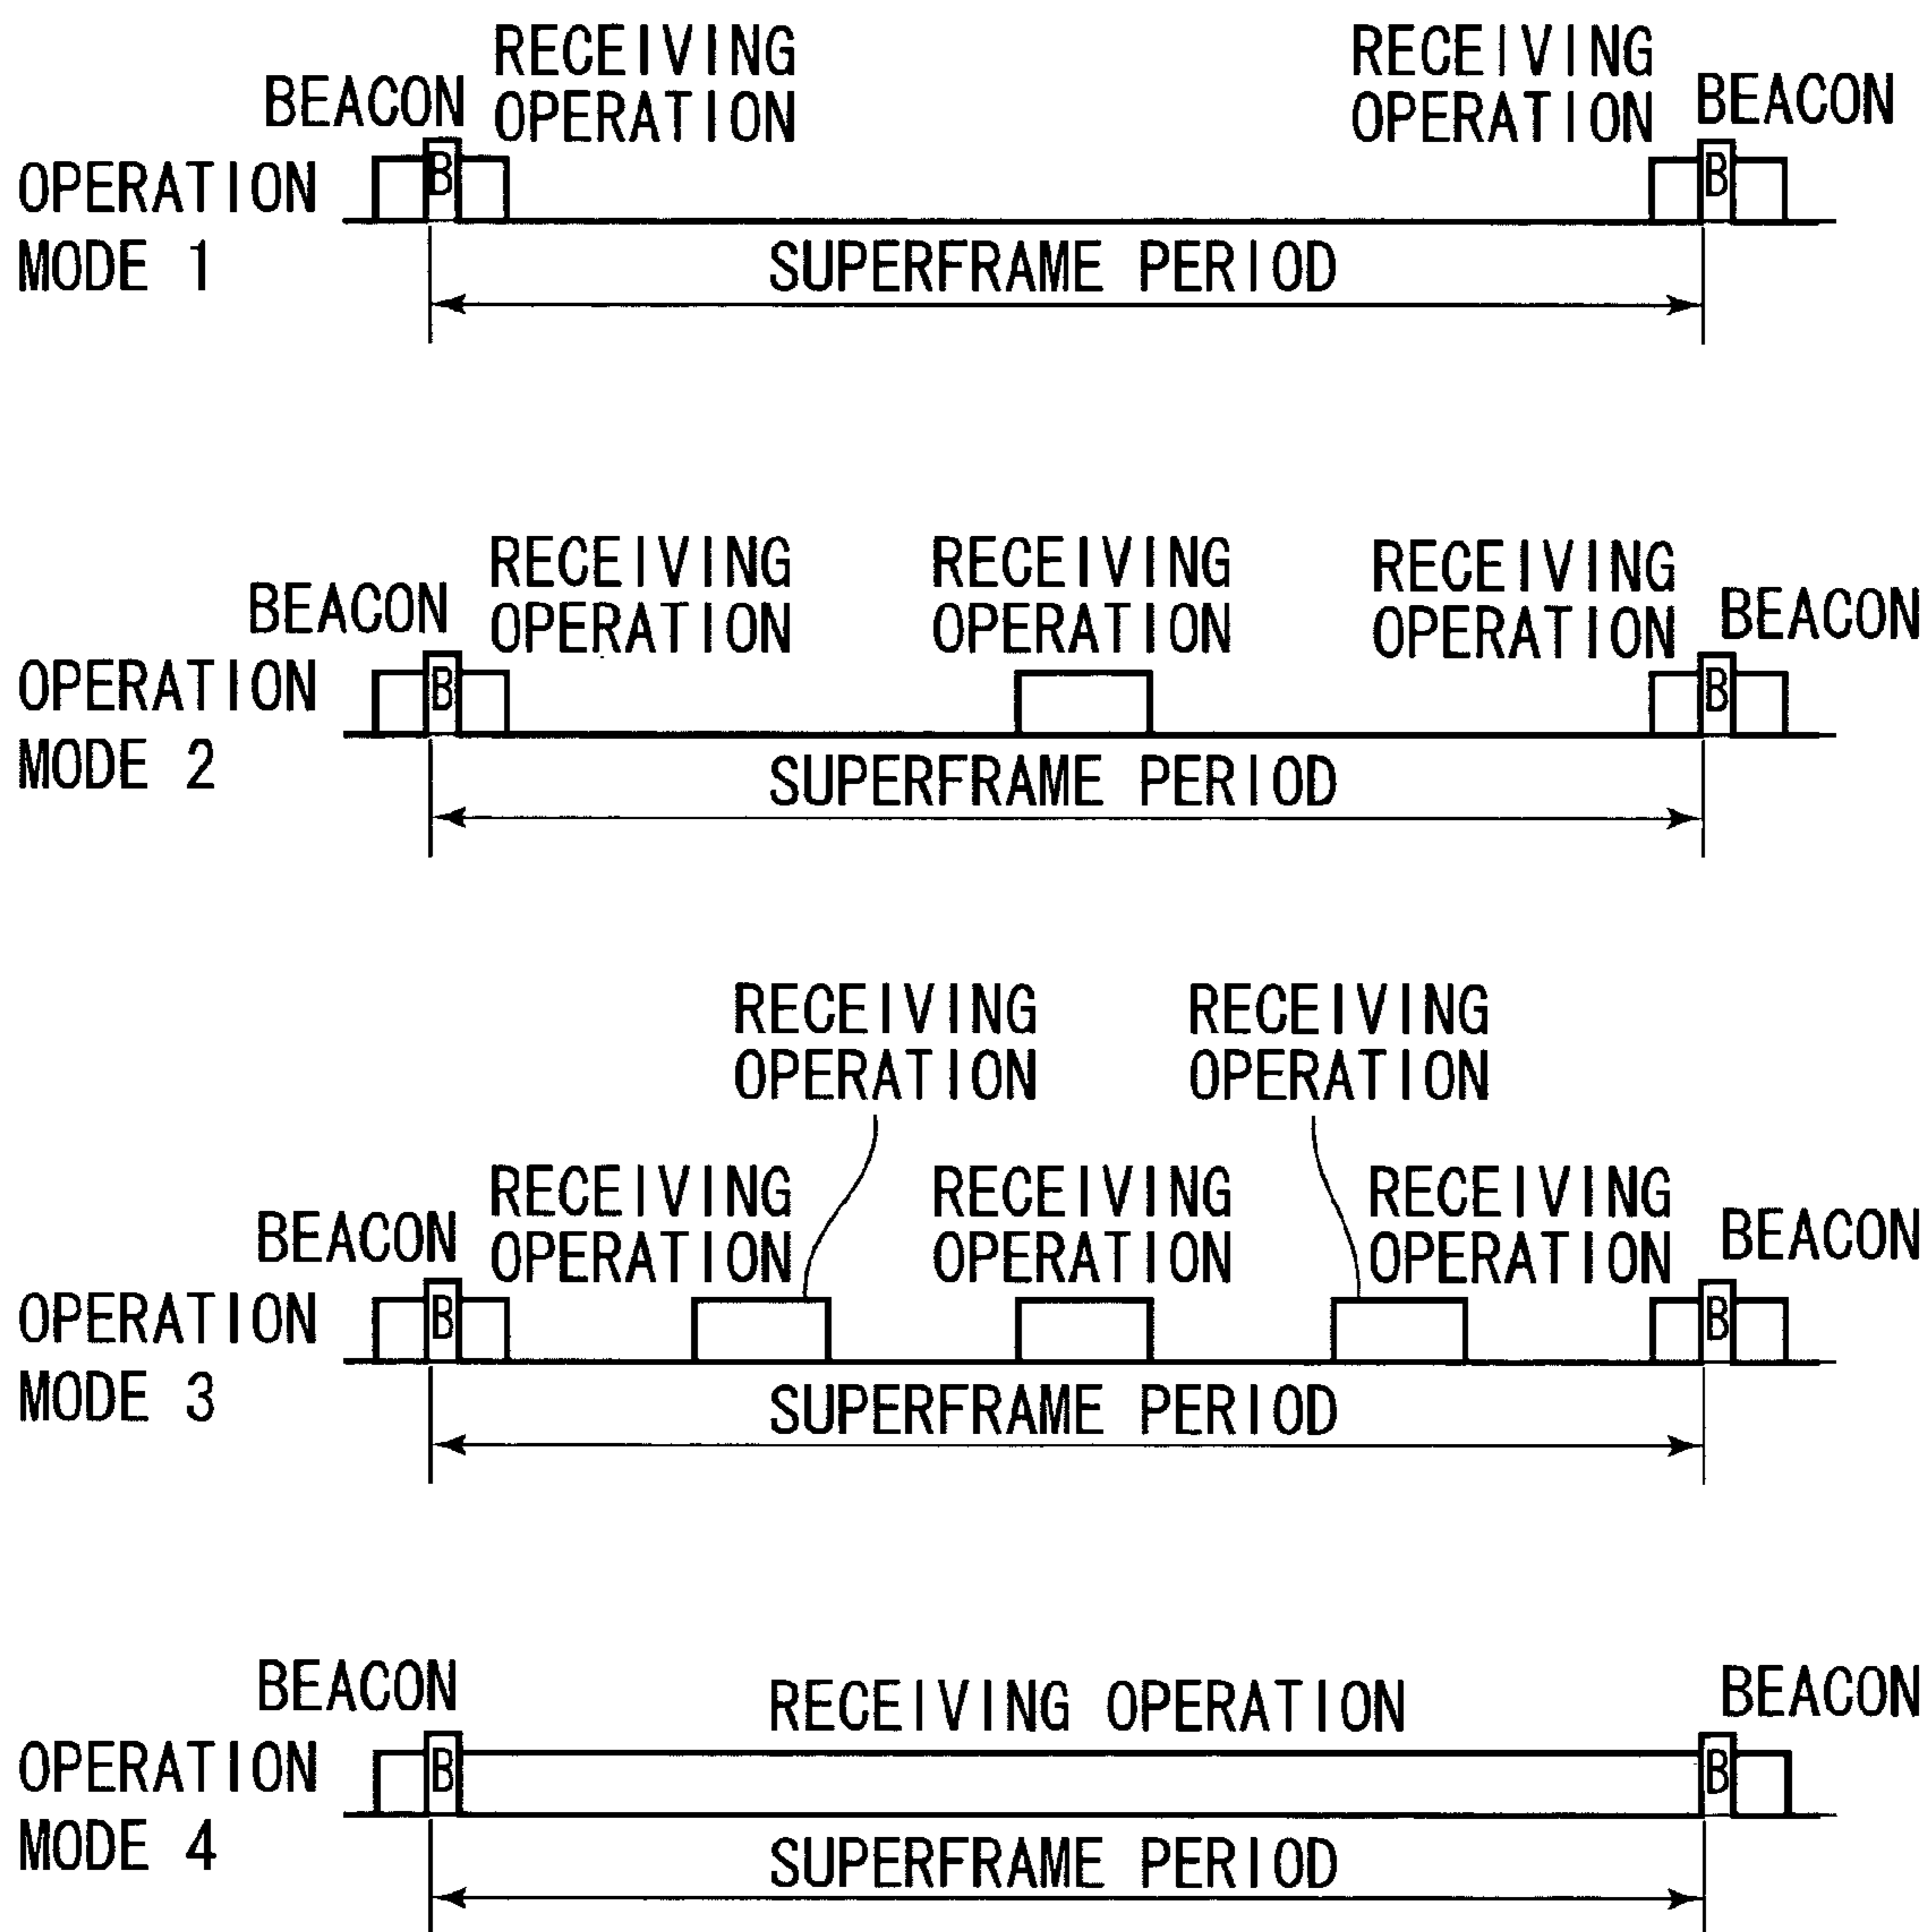 RECEIVING
OPERATION
RECEIVING
OPERATION
BEACON
BEACON
B
B
OPERATION
MODE 1
SUPERFRAME PERIOD
RECEIVING
OPERATION
RECEIVING
OPERATION
RECEIVING
OPERATION
BEACON
BEACON
B
B
OPERATION
MODE 2
SUPERFRAME PERIOD
RECEIVING
OPERATION
RECEIVING
OPERATION
RECEIVING
OPERATION
RECEIVING
OPERATION
RECEIVING
OPERATION
BEACON
BEACON
B
B
OPERATION
MODE 3
SUPERFRAME PERIOD
BEACON
RECEIVING OPERATION
BEACON
B
B
OPERATION
MODE 4
SUPERFRAME PERIOD